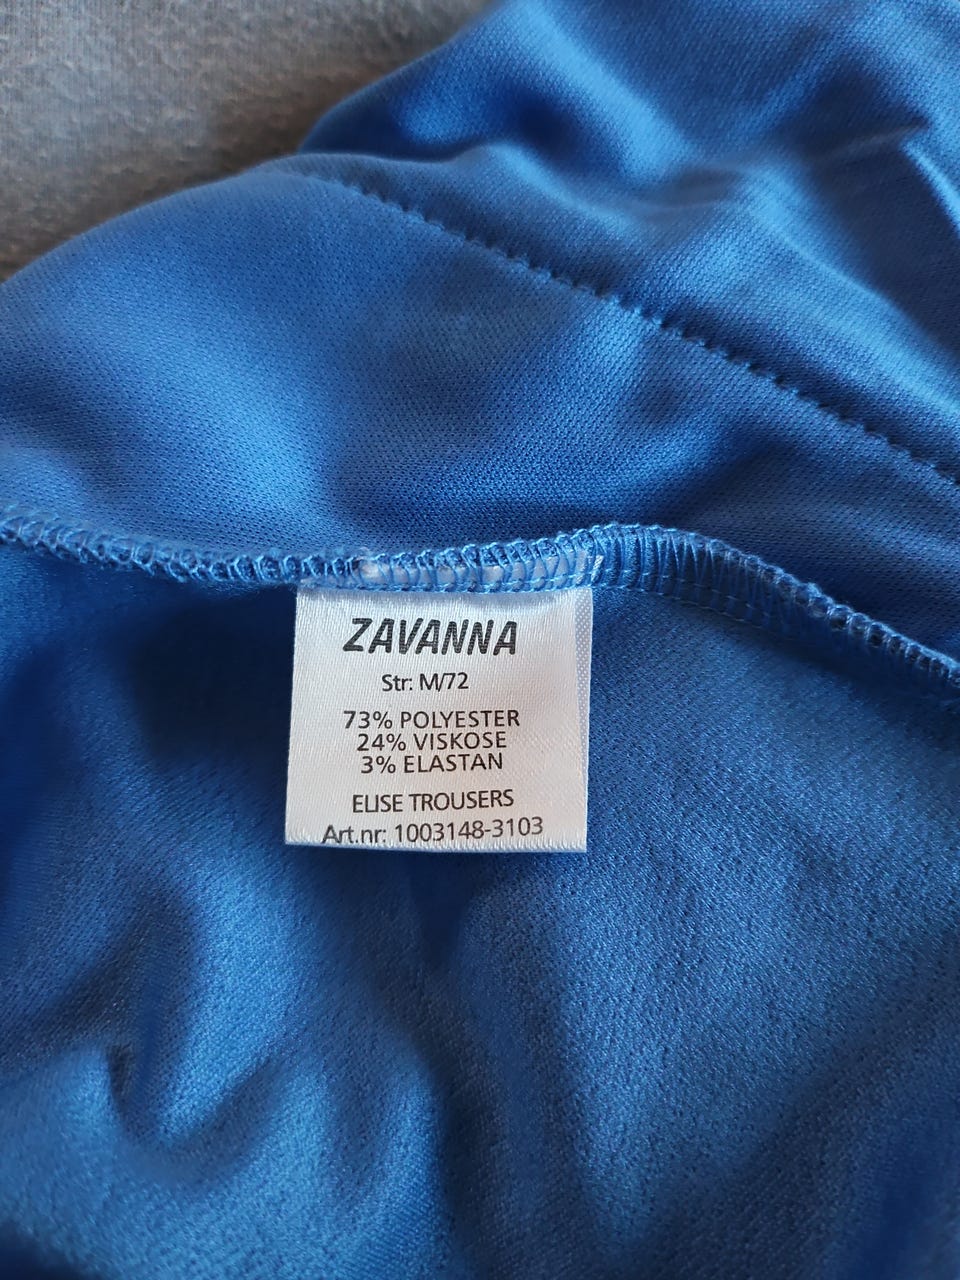 ZAVANNA
Str: M/72
73% POLYESTER
24% VISKOSE
3% ELASTAN
ELISE TROUSERS
Art.nr: 1003148-3103